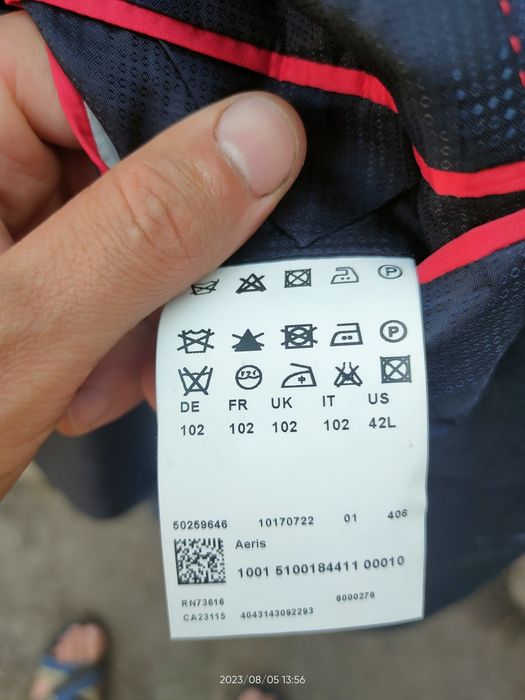 P
P
DE FR UK IT US
102 102 102 102 42L
50259646 10170722 01 406
Aeris
1001 5100184411 00010
RN73616 6000276
CA23115 4043143092293
2023/08/05 13:56